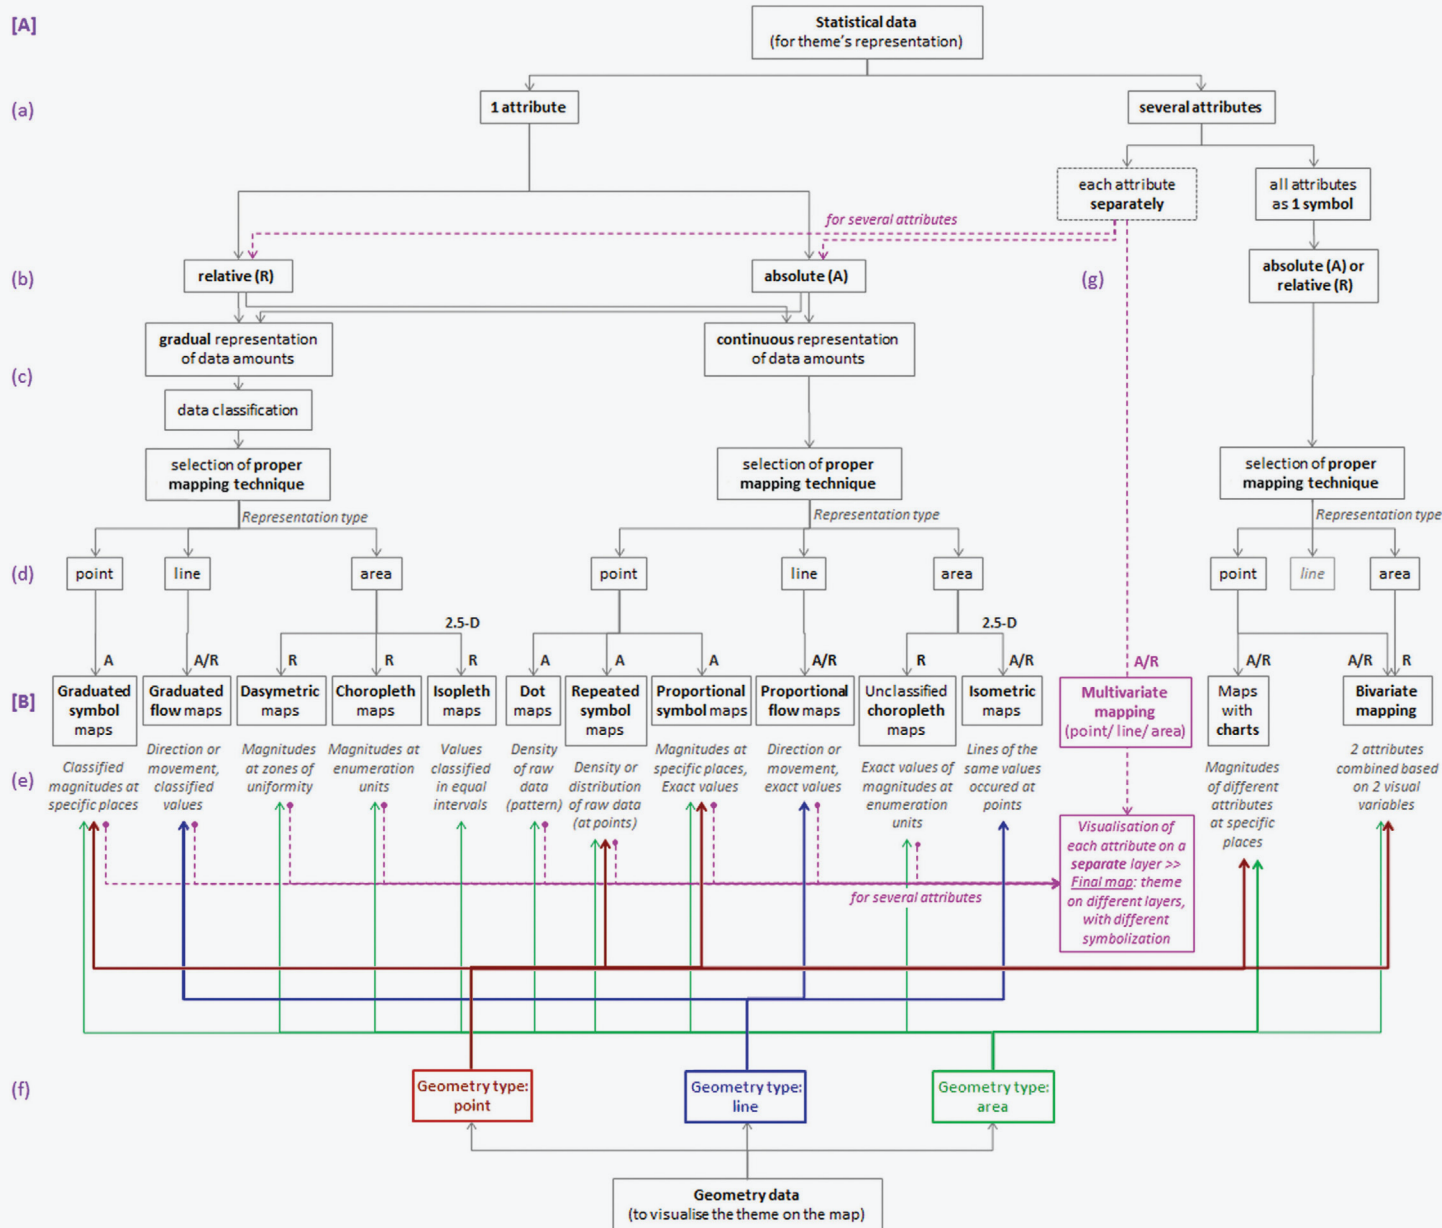 [A]
Statistical data
(for theme's representation)
(a)
1 attribute
several attributes
each attribute
separately
all attributes
as 1 symbol
for several attributes
(b)
relative (R)
absolute (A)
(g)
absolute (A) or
relative (R)
gradual representation
of data amounts
continuous representation
of data amounts
(c)
data classification
selection of proper
mapping technique
selection of proper
mapping technique
selection of proper
mapping technique
Representation type
Representation type
Representation type
(d)
point
line
area
point
line
area
point
line
area
2.5-D
2.5-D
A
A/R
R
R
R
A
A
A
A/R
R
A/R
A/R
A/R
A/R
R
[B]
Graduated
symbol
maps
Graduated
flow maps
Dasymetric
maps
Choropleth
maps
Isopleth
maps
Dot
maps
Repeated
symbol
maps
Proportional
symbol maps
Proportional
flow maps
Unclassified
choropleth
maps
Isometric
maps
Multivariate
mapping
(point/ line/ area)
Maps
with
charts
Bivariate
mapping
(e)
Classified
magnitudes at
specific places
Direction or
movement,
classified
values
Magnitudes
at zones of
uniformity
Magnitudes at
enumeration
units
Values
classified
in equal
intervals
Density
of raw
data
(pattern)
Density or
distribution
of raw data
(at points)
Magnitudes at
specific places,
Exact values
Direction or
movement,
exact values
Exact values of
magnitudes at
enumeration
units
Lines of the
same values
occured at
points
Visualisation of
each attribute on a
separate layer >>
Final map: theme
on different layers,
with different
symbolization
Magnitudes
of different
attributes
at specific
places
2 attributes
combined based
on 2 visual
variables
for several attributes
(f)
Geometry type:
point
Geometry type:
line
Geometry type:
area
Geometry data
(to visualise the theme on the map)